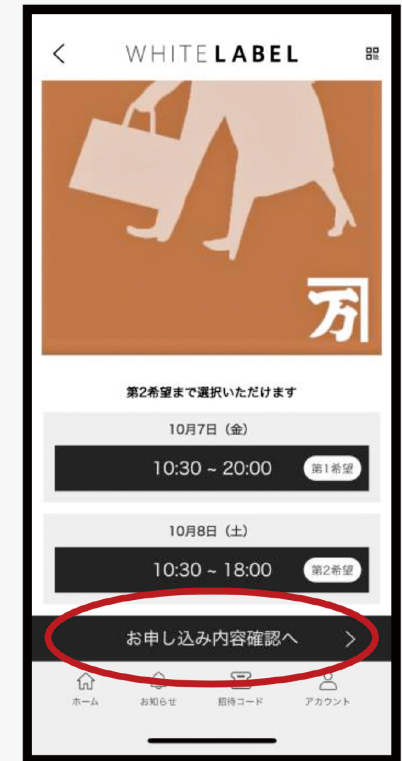 WHITE LABEL
万
第2希望まで選択いただけます
10月7日（金）
10:30 ~ 20:00 第1希望
10月8日（土）
10:30 ~ 18:00 第2希望
お申し込み内容確認へ
ホーム お知らせ 招待コード アカウント